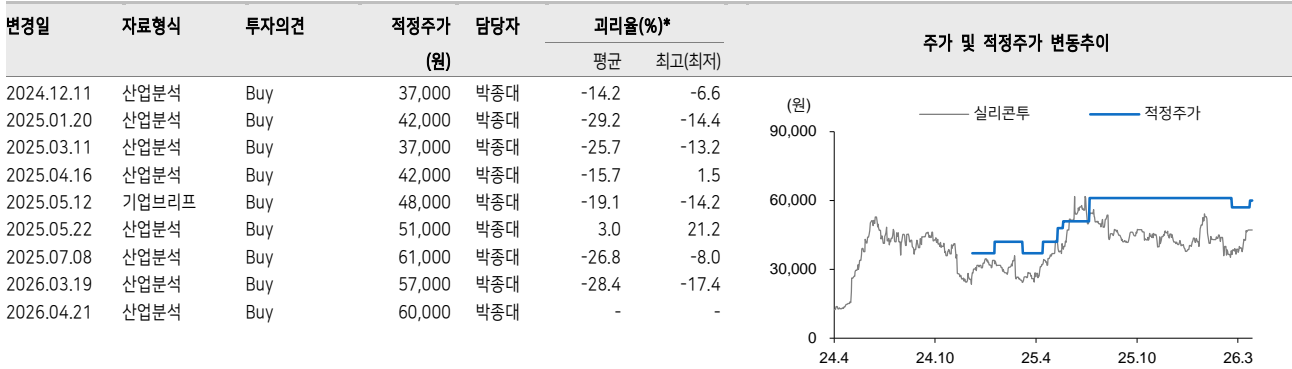 변경일 자료형식 투자의견 적정주가 담당자 괴리율(%)*
(원) 평균 최고(최저)
2024.12.11 산업분석 Buy 37,000 박종대 -14.2 -6.6
2025.01.20 산업분석 Buy 42,000 박종대 -29.2 -14.4
2025.03.11 산업분석 Buy 37,000 박종대 -25.7 -13.2
2025.04.16 산업분석 Buy 42,000 박종대 -15.7 1.5
2025.05.12 기업브리프 Buy 48,000 박종대 -19.1 -14.2
2025.05.22 산업분석 Buy 51,000 박종대 3.0 21.2
2025.07.08 산업분석 Buy 61,000 박종대 -26.8 -8.0
2026.03.19 산업분석 Buy 57,000 박종대 -28.4 -17.4
2026.04.21 산업분석 Buy 60,000 박종대 - -
주가 및 적정주가 변동추이
(원)
실리콘투 적정주가
90,000
60,000
30,000
0
24.4 24.10 25.4 25.10 26.3